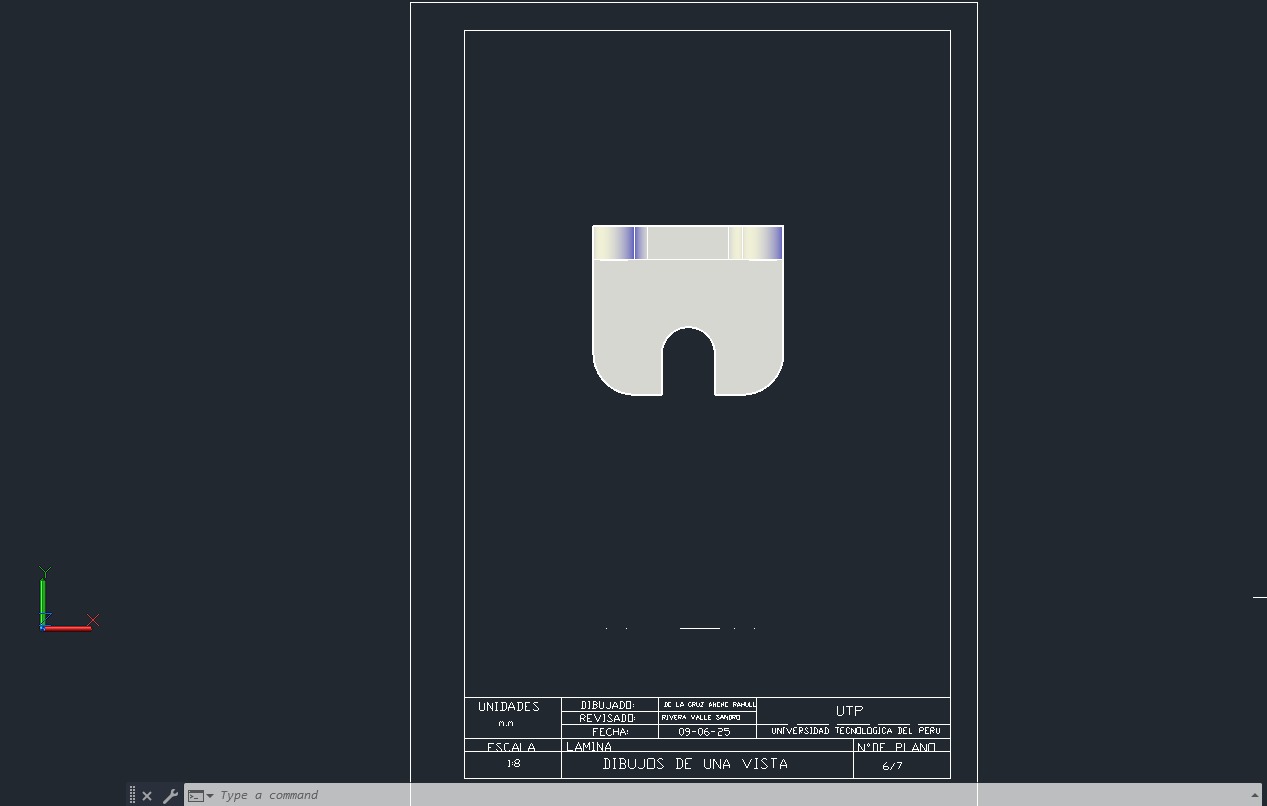 Y
X
UNIDADES
m.m
DIBUJADO:
DE LA CRUZ ANCHE RAHULL
REVISADO:
RIVERA VALLE SANDRO
FECHA:
09-06-25
UTP
UNIVERSIDAD TECNOLOGICA DEL PERU
ESCALA
1:8
LAMINA
DIBUJOS DE UNA VISTA
N°DE PLANO
6/7
Type a command